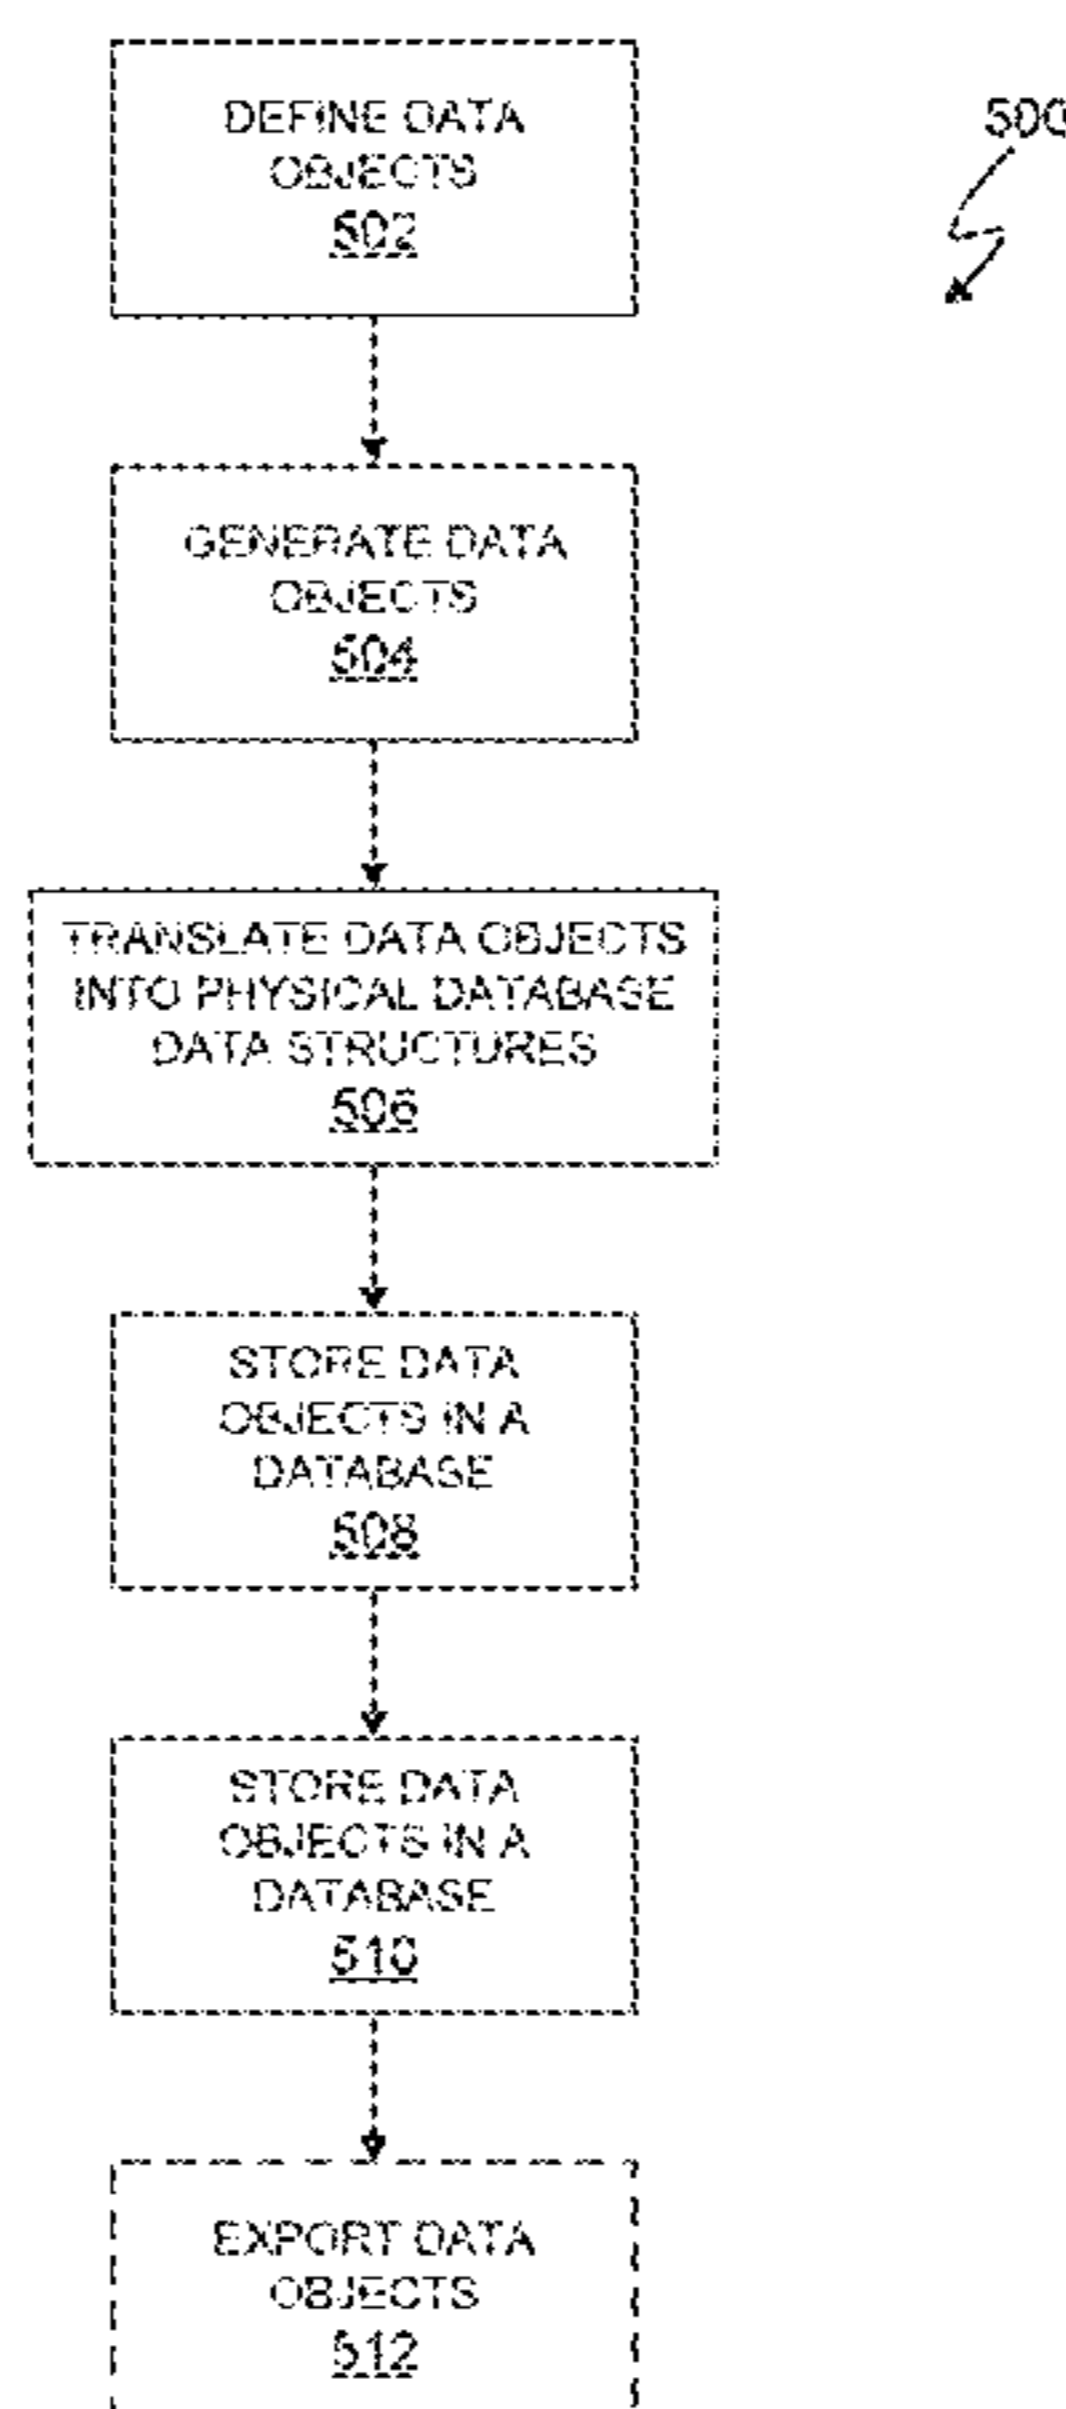 DEFINE DATA
OBJECTS
502
500
GENERATE DATA
OBJECTS
504
TRANSLATE DATA OBJECTS
INTO PHYSICAL DATABASE
DATA STRUCTURES
506
STORE DATA
OBJECTS IN A
DATABASE
508
STORE DATA
OBJECTS IN A
DATABASE
510
EXPORT DATA
OBJECTS
512